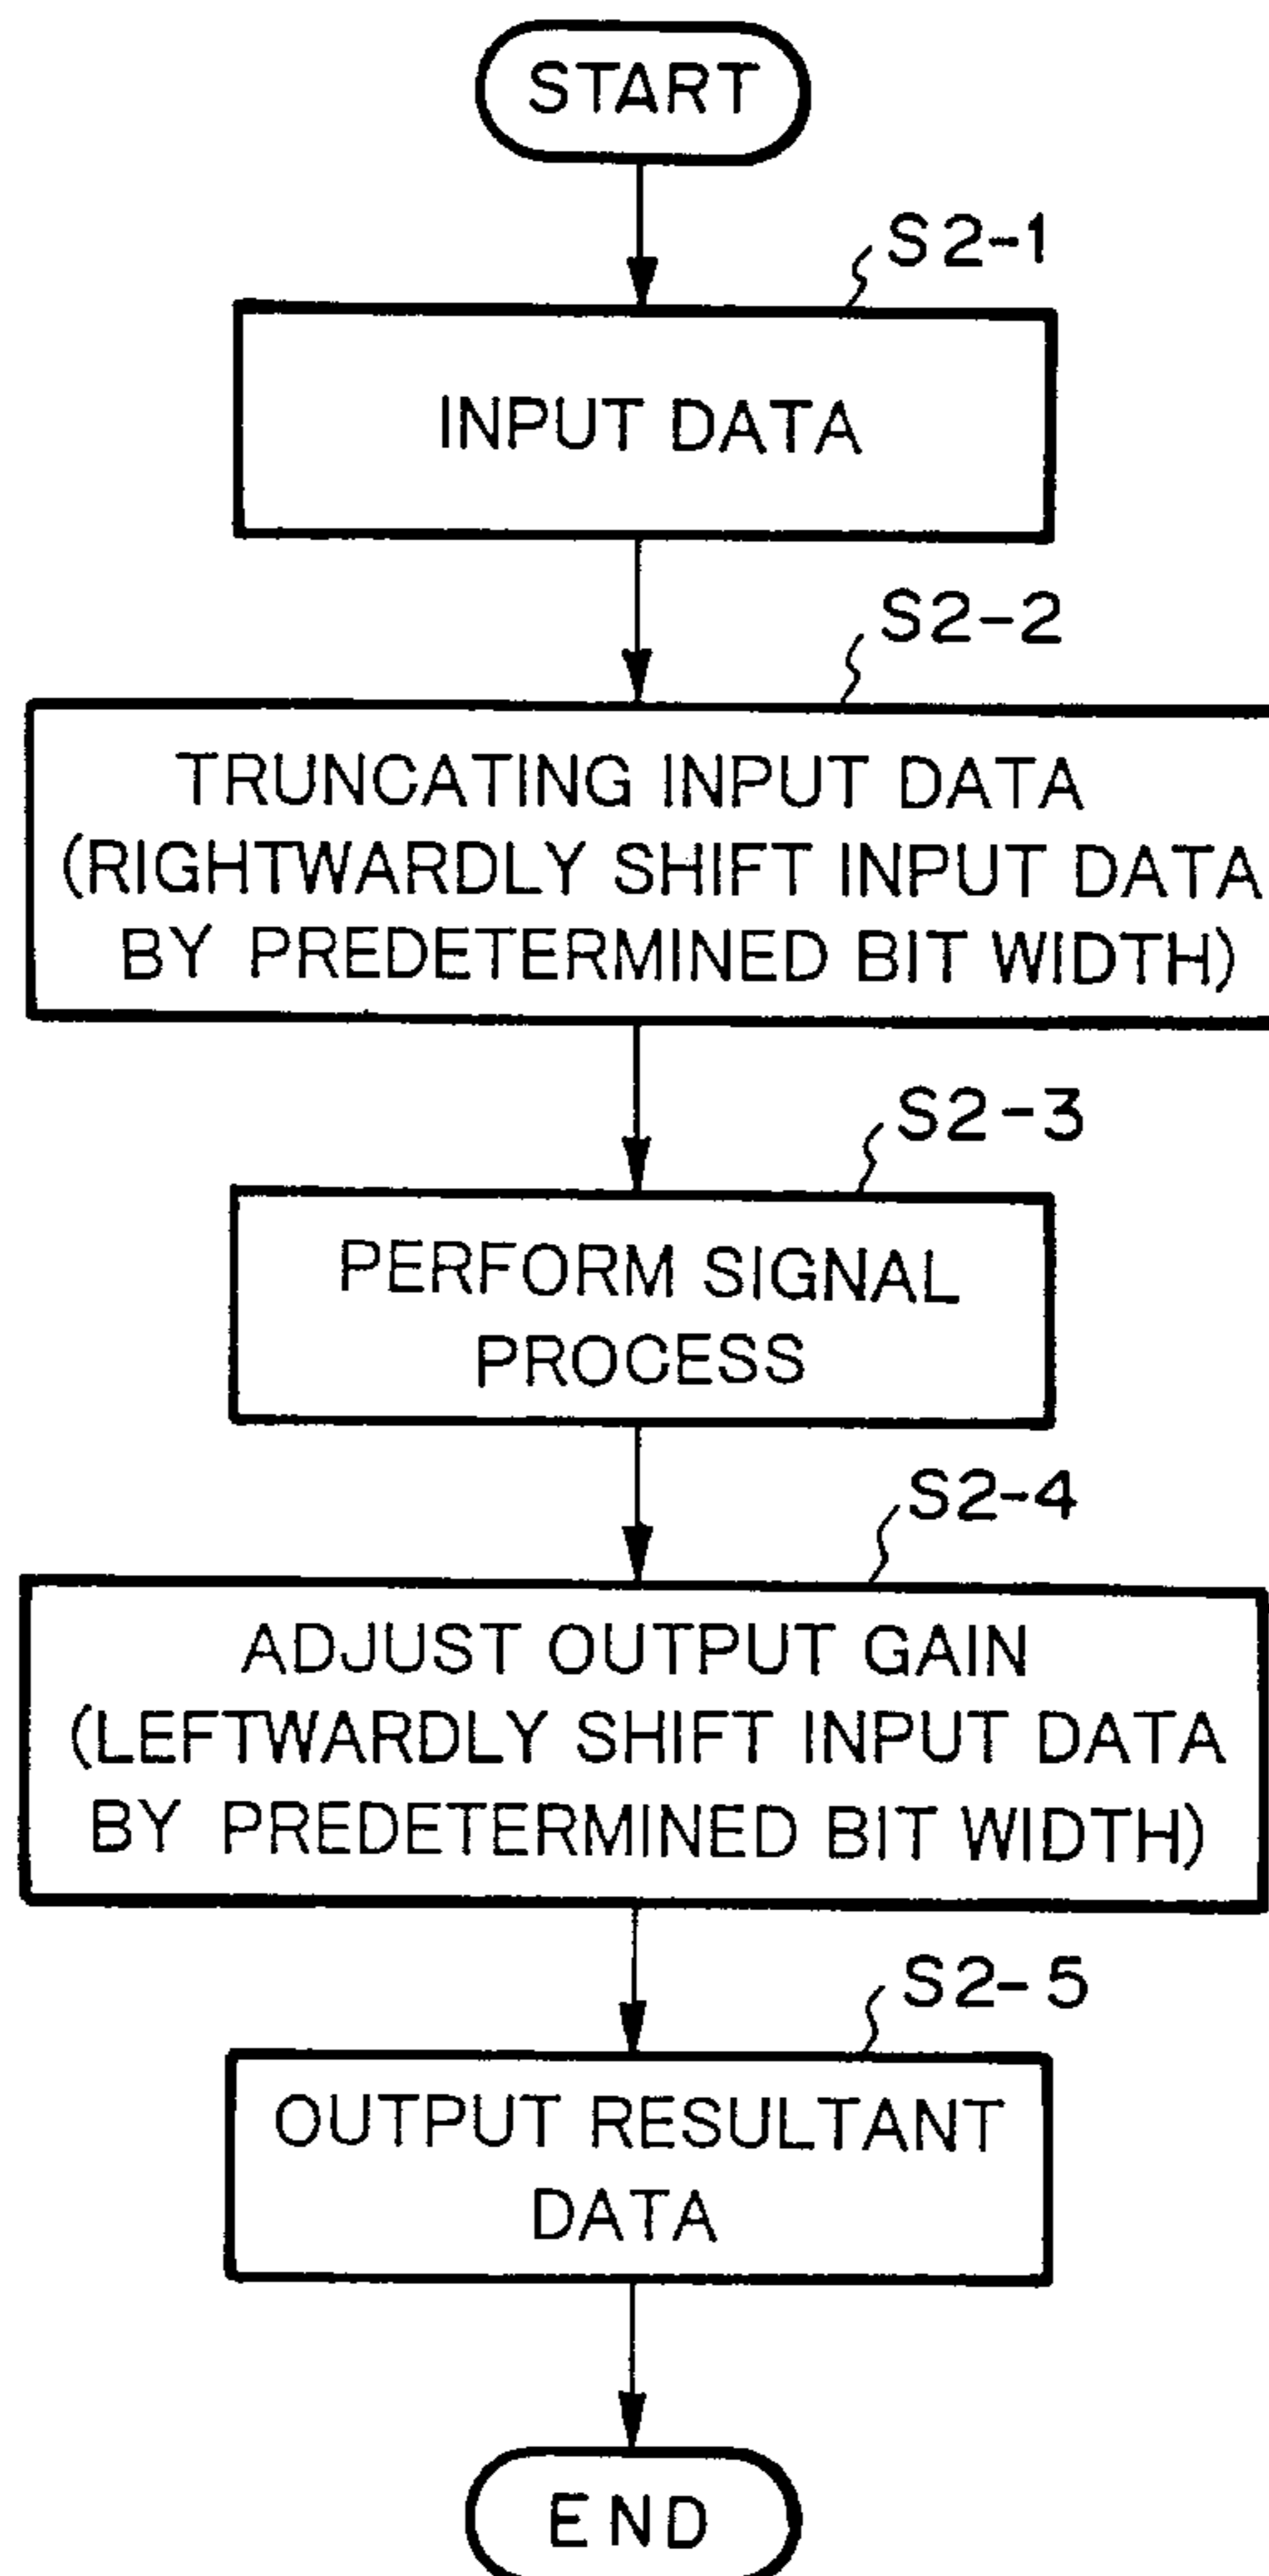 START
S2-1
INPUT DATA
S2-2
TRUNCATING INPUT DATA
(RIGHTWARDLY SHIFT INPUT DATA
BY PREDETERMINED BIT WIDTH)
S2-3
PERFORM SIGNAL
PROCESS
S2-4
ADJUST OUTPUT GAIN
(LEFTWARDLY SHIFT INPUT DATA
BY PREDETERMINED BIT WIDTH)
S2-5
OUTPUT RESULTANT
DATA
END